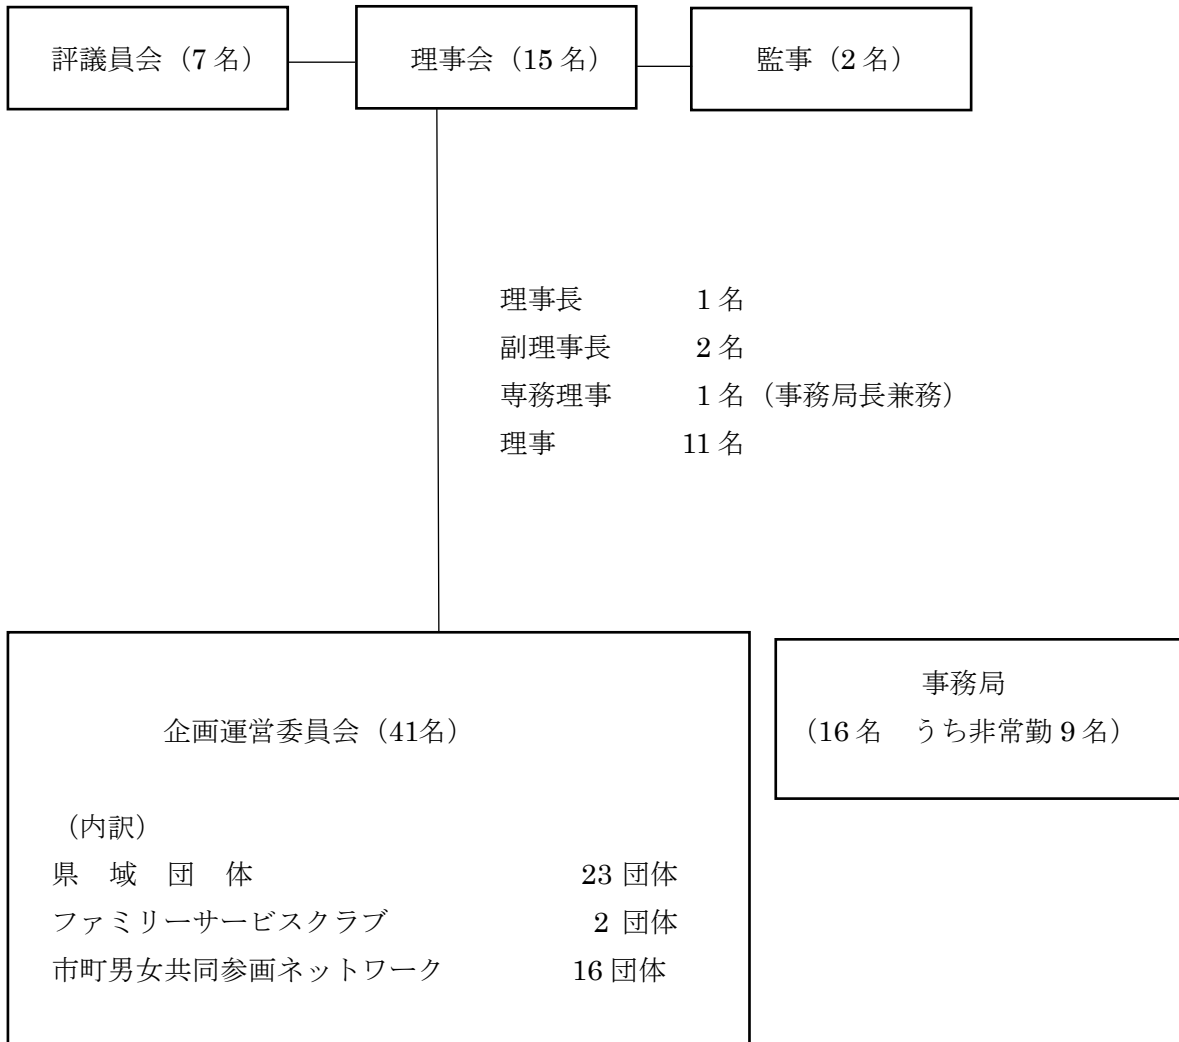 評議員会（7名） 理事会（15名） 監事（2名）
理事長 1名
副理事長 2名
専務理事 1名（事務局長兼務）
理事 11名
企画運営委員会（41名）
（内訳）
県　域　団　体 23 団体
ファミリーサービスクラブ 2 団体
市町男女共同参画ネットワーク 16 団体
事務局
（16名　うち非常勤9名）